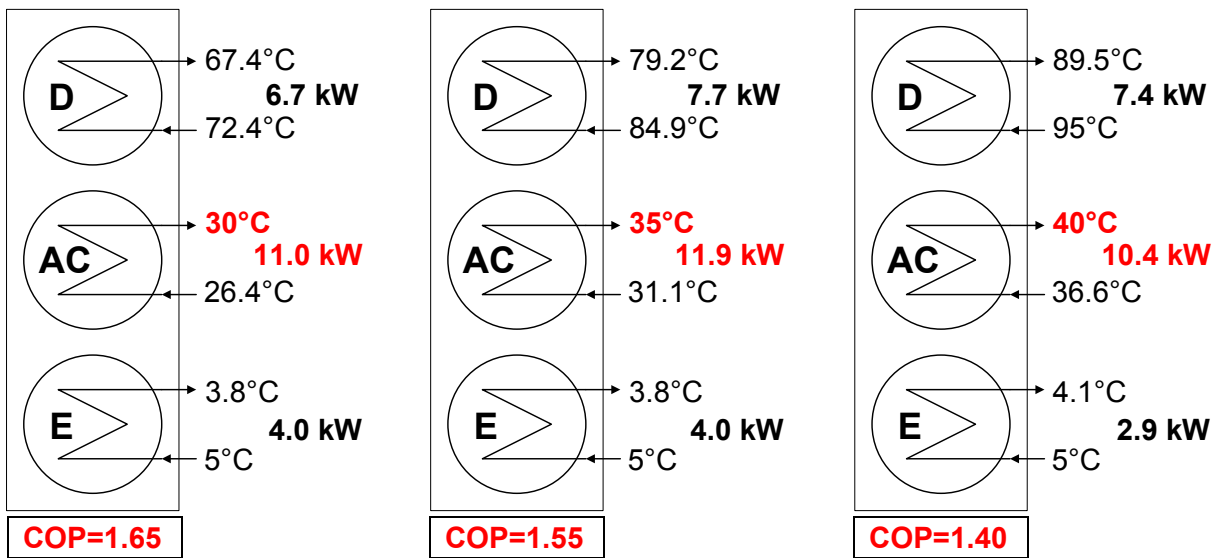 D
67.4°C
6.7 kW
72.4°C
AC
30°C
11.0 kW
26.4°C
E
3.8°C
4.0 kW
5°C
COP=1.65
D
79.2°C
7.7 kW
84.9°C
AC
35°C
11.9 kW
31.1°C
E
3.8°C
4.0 kW
5°C
COP=1.55
D
89.5°C
7.4 kW
95°C
AC
40°C
10.4 kW
36.6°C
E
4.1°C
2.9 kW
5°C
COP=1.40